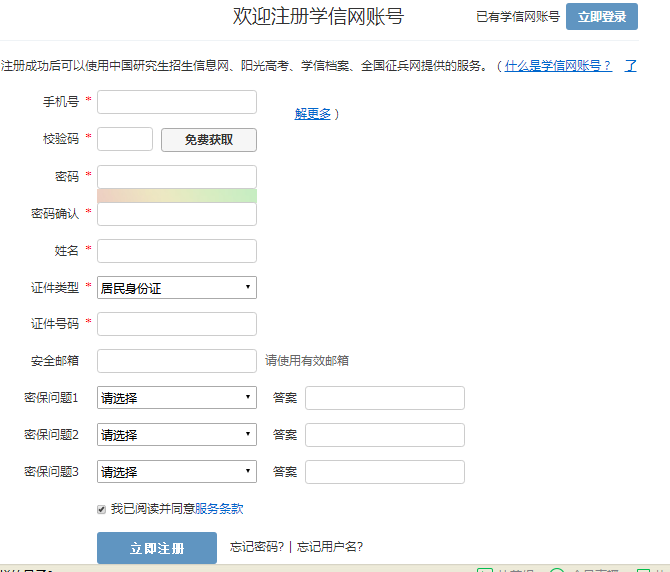 欢迎注册学信网账号
已有学信网账号 立即登录
注册成功后可以使用中国研究生招生信息网、阳光高考、学信档案、全国征兵网提供的服务。（什么是学信网账号？ 了
解更多）
手机号 *
校验码 * 免费获取
密码 *
密码确认 *
姓名 *
证件类型 * 居民身份证
证件号码 *
安全邮箱 请使用有效邮箱
密保问题1 请选择 答案
密保问题2 请选择 答案
密保问题3 请选择 答案
我已阅读并同意服务条款
立即注册 忘记密码? | 忘记用户名?